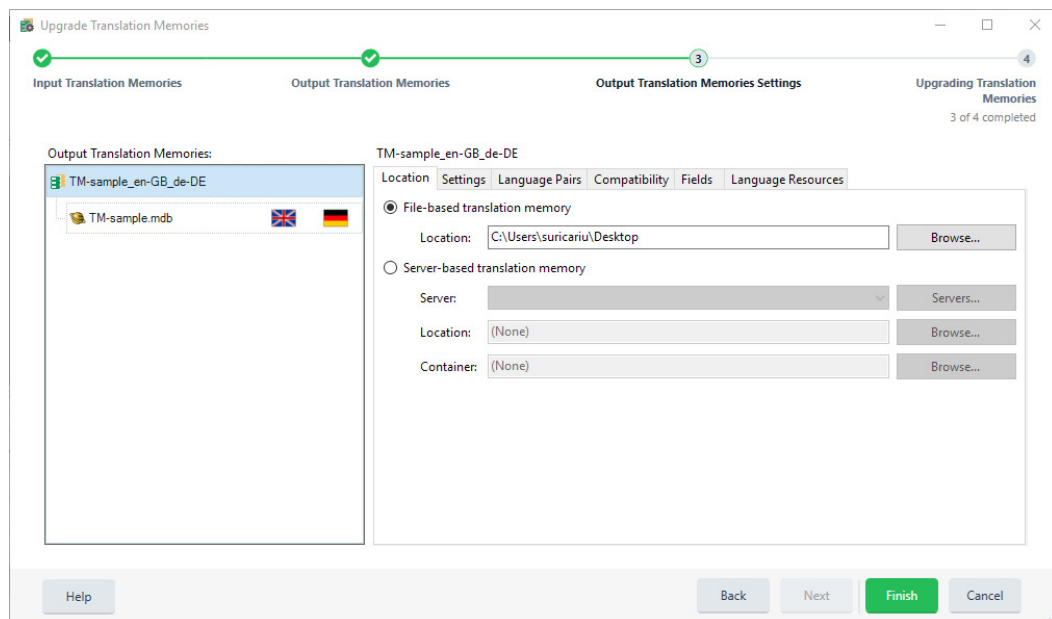 Upgrade Translation Memories
3
4
Input Translation Memories
Output Translation Memories
Output Translation Memories Settings
Upgrading Translation
Memories
3 of 4 completed
Output Translation Memories:
TM-sample_en-GB_de-DE
TM-sample.mdb
TM-sample_en-GB_de-DE
Location Settings Language Pairs Compatibility Fields Language Resources
File-based translation memory
Location: C:\Users\suricariu\Desktop Browse...
Server-based translation memory
Server: Servers...
Location: (None) Browse...
Container: (None) Browse...
Help Back Next Finish Cancel